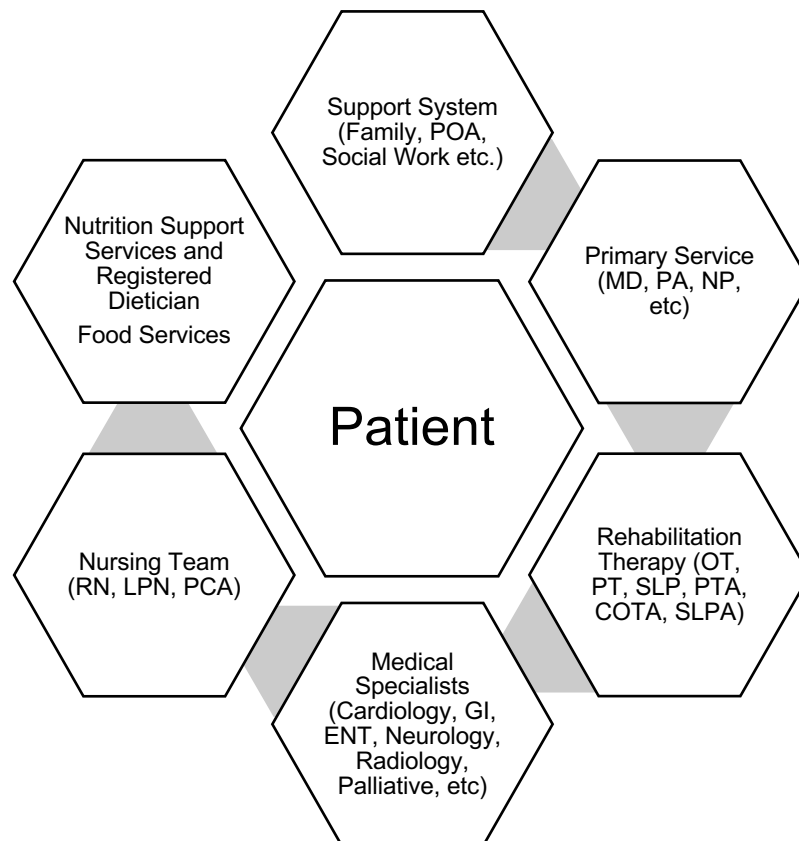 Support System
(Family, POA,
Social Work etc.)
Primary Service
(MD, PA, NP,
etc)
Rehabilitation
Therapy (OT,
PT, SLP, PTA,
COTA, SLPA)
Medical
Specialists
(Cardiology, GI,
ENT, Neurology,
Radiology,
Palliative, etc)
Nursing Team
(RN, LPN, PCA)
Nutrition Support
Services and
Registered
Dietician
Food Services
Patient